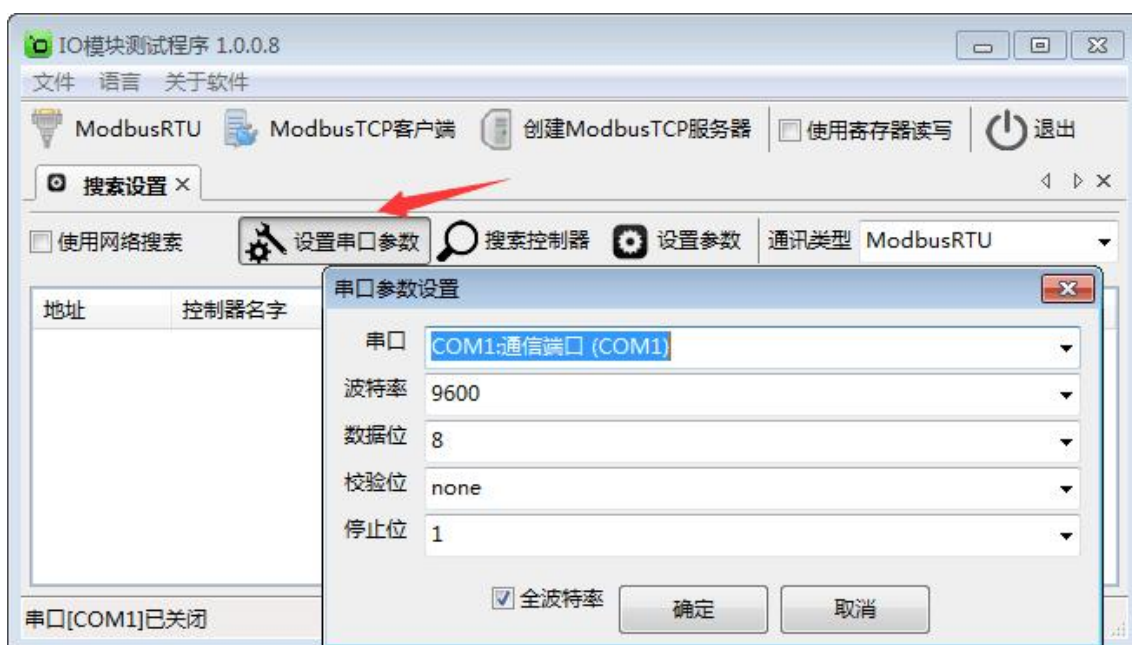 IO模块测试程序 1.0.0.8
文件 语言 关于软件
ModbusRTU ModbusTCP客户端 创建ModbusTCP服务器 使用寄存器读写 退出
搜索设置
使用网络搜索 设置串口参数 搜索控制器 设置参数 通讯类型 ModbusRTU
地址 控制器名字
串口参数设置
串口 COM1:通信端口 (COM1)
波特率 9600
数据位 8
校验位 none
停止位 1
全波特率 确定 取消
串口[COM1]已关闭